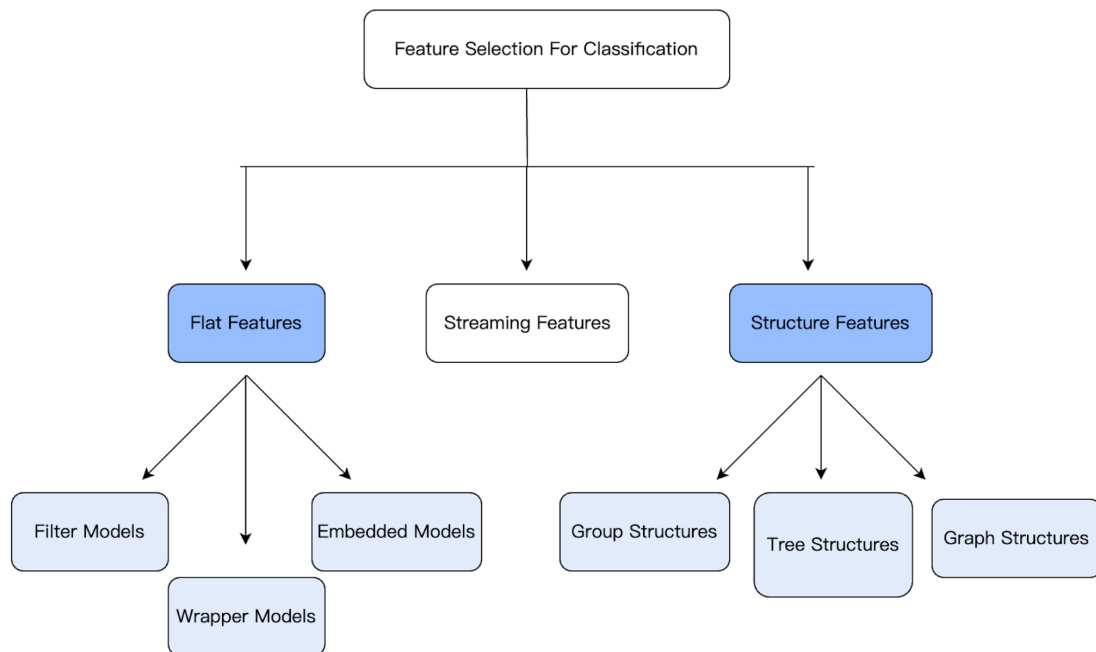 Feature Selection For Classification
Flat Features
Streaming Features
Structure Features
Filter Models
Embedded Models
Wrapper Models
Group Structures
Tree Structures
Graph Structures